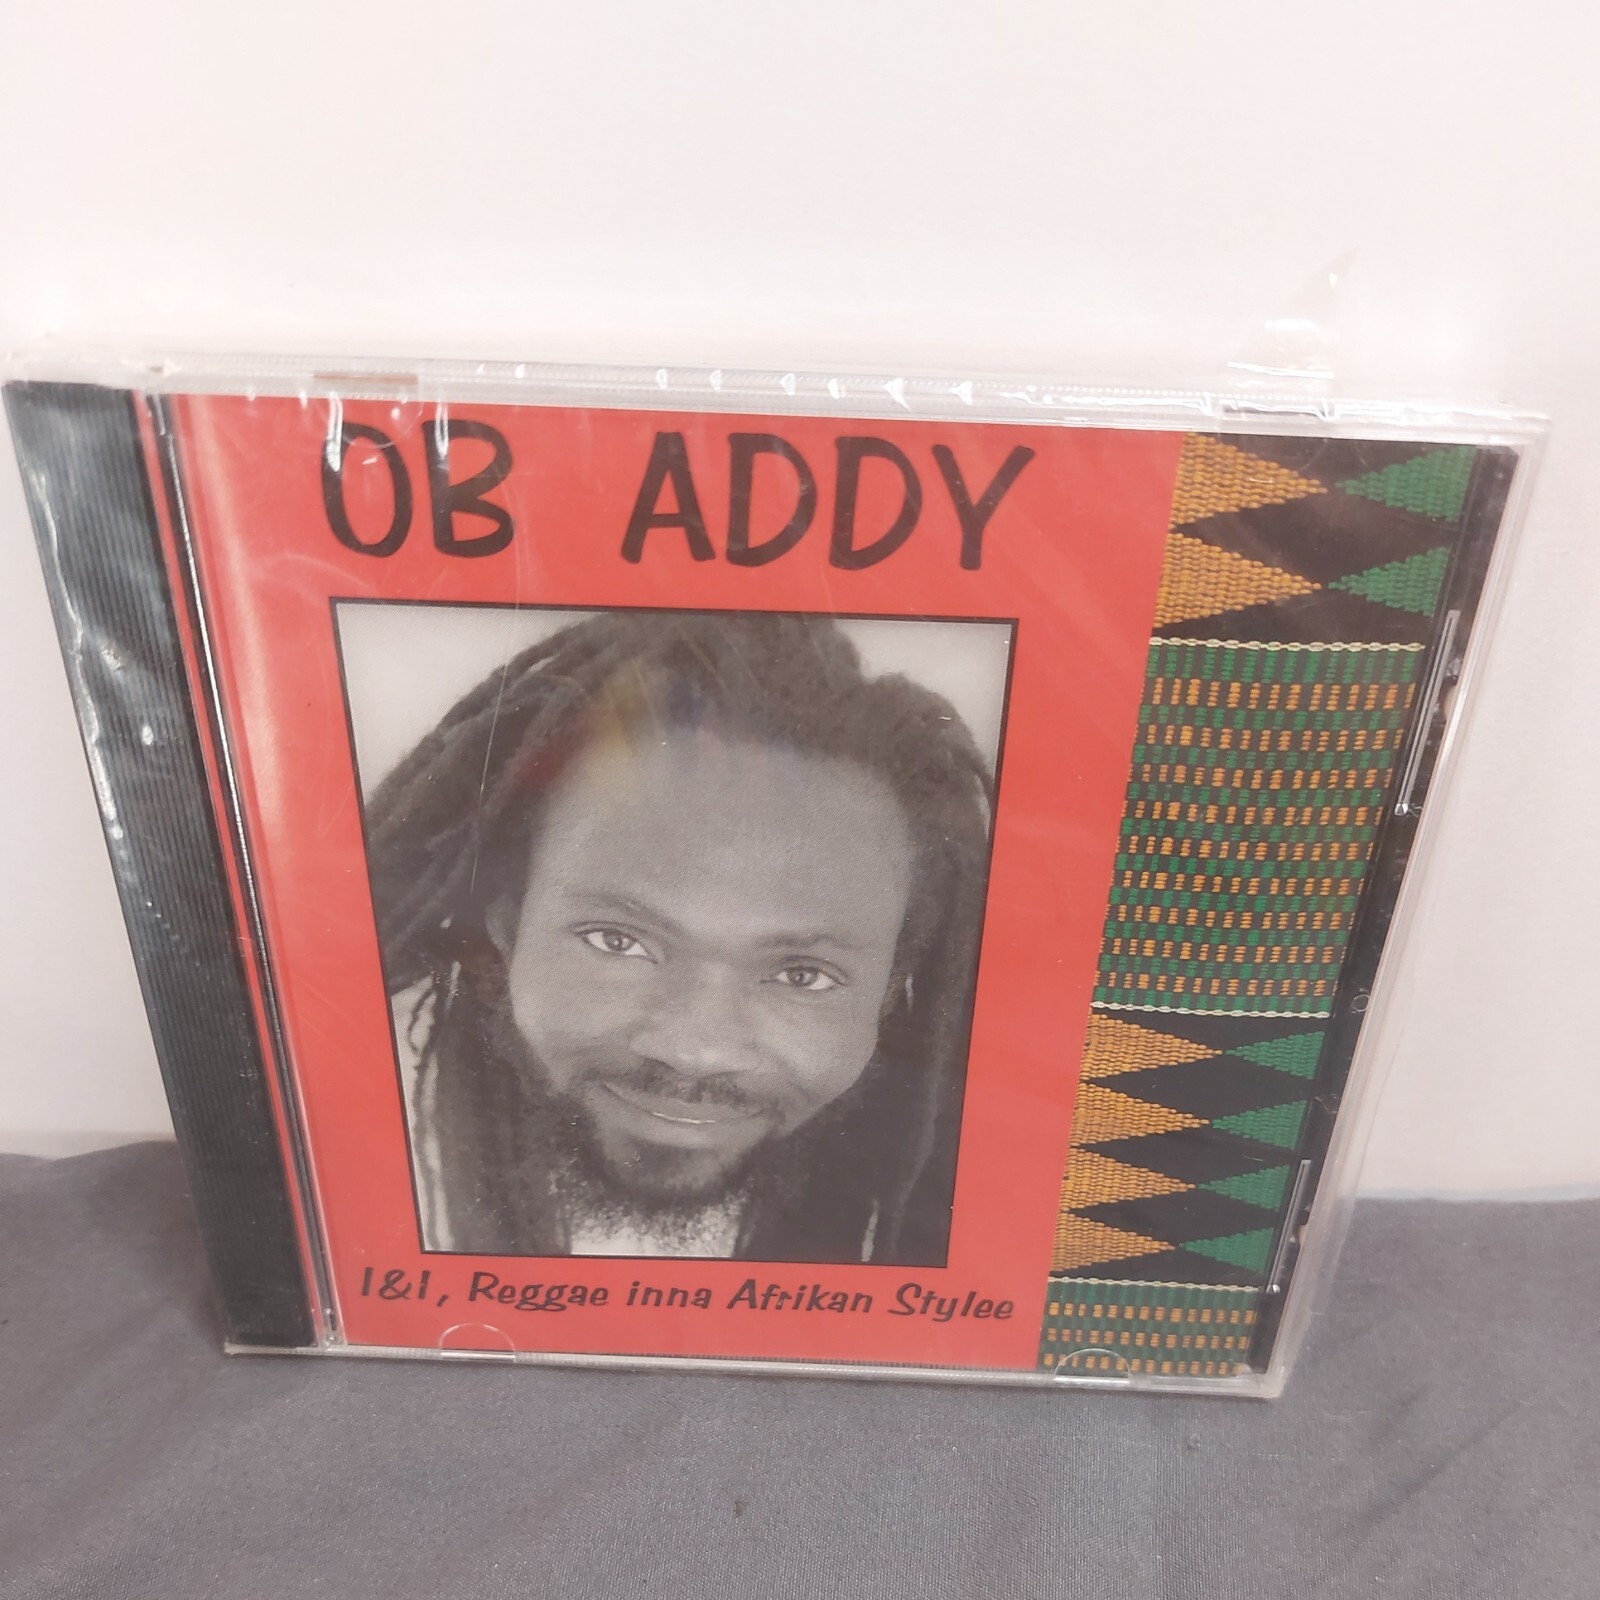 OB ADDY
I&I, Reggae inna Afrikan Stylee